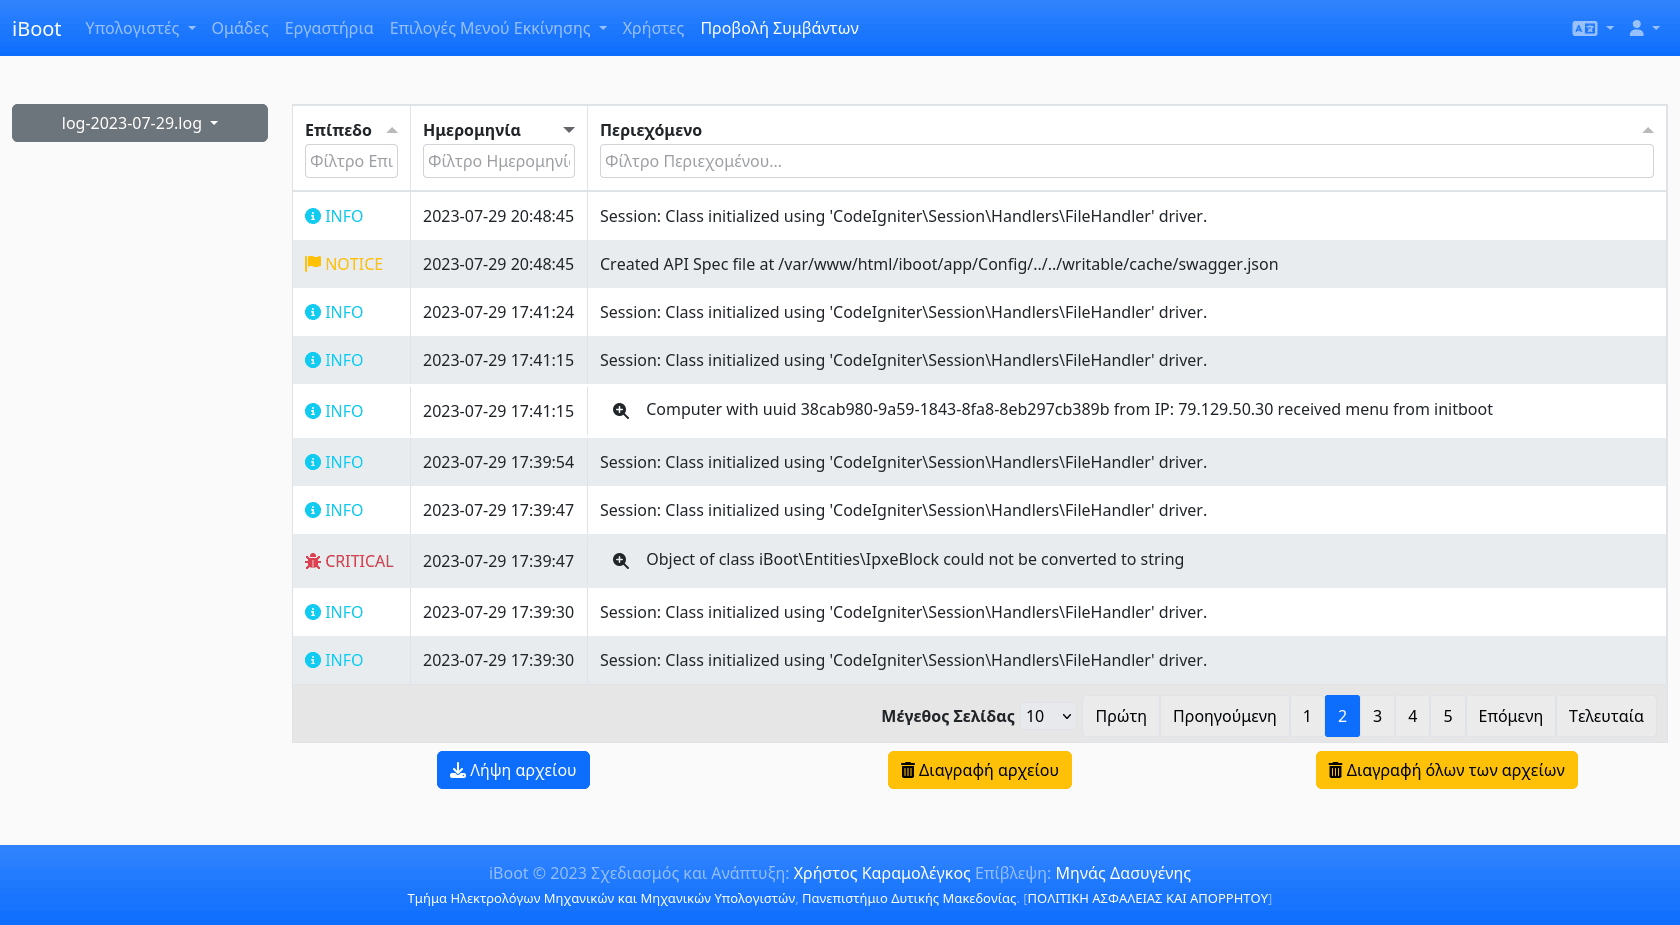 iBoot Υπολογιστές Ομάδες Εργαστήρια Επιλογές Μενού Εκκίνησης Χρήστες Προβολή Συμβάντων
log-2023-07-29.log
Επίπεδο Ημερομηνία Περιεχόμενο
Φίλτρο Επι Φίλτρο Ημερομηνί Φίλτρο Περιεχομένου...
INFO 2023-07-29 20:48:45 Session: Class initialized using 'CodeIgniter\Session\Handlers\FileHandler' driver.
NOTICE 2023-07-29 20:48:45 Created API Spec file at /var/www/html/iboot/app/Config/../../writable/cache/swagger.json
INFO 2023-07-29 17:41:24 Session: Class initialized using 'CodeIgniter\Session\Handlers\FileHandler' driver.
INFO 2023-07-29 17:41:15 Session: Class initialized using 'CodeIgniter\Session\Handlers\FileHandler' driver.
INFO 2023-07-29 17:41:15 Computer with uuid 38cab980-9a59-1843-8fa8-8eb297cb389b from IP: 79.129.50.30 received menu from initboot
INFO 2023-07-29 17:39:54 Session: Class initialized using 'CodeIgniter\Session\Handlers\FileHandler' driver.
INFO 2023-07-29 17:39:47 Session: Class initialized using 'CodeIgniter\Session\Handlers\FileHandler' driver.
CRITICAL 2023-07-29 17:39:47 Object of class iBoot\Entities\IpxeBlock could not be converted to string
INFO 2023-07-29 17:39:30 Session: Class initialized using 'CodeIgniter\Session\Handlers\FileHandler' driver.
INFO 2023-07-29 17:39:30 Session: Class initialized using 'CodeIgniter\Session\Handlers\FileHandler' driver.
Μέγεθος Σελίδας 10 Πρώτη Προηγούμενη 1 2 3 4 5 Επόμενη Τελευταία
Λήψη αρχείου Διαγραφή αρχείου Διαγραφή όλων των αρχείων
iBoot © 2023 Σχεδιασμός και Ανάπτυξη: Χρήστος Καραμολέγκος Επίβλεψη: Μηνάς Δασυγένης
Τμήμα Ηλεκτρολόγων Μηχανικών και Μηχανικών Υπολογιστών, Πανεπιστήμιο Δυτικής Μακεδονίας. [ΠΟΛΙΤΙΚΗ ΑΣΦΑΛΕΙΑΣ ΚΑΙ ΑΠΟΡΡΗΤΟΥ]